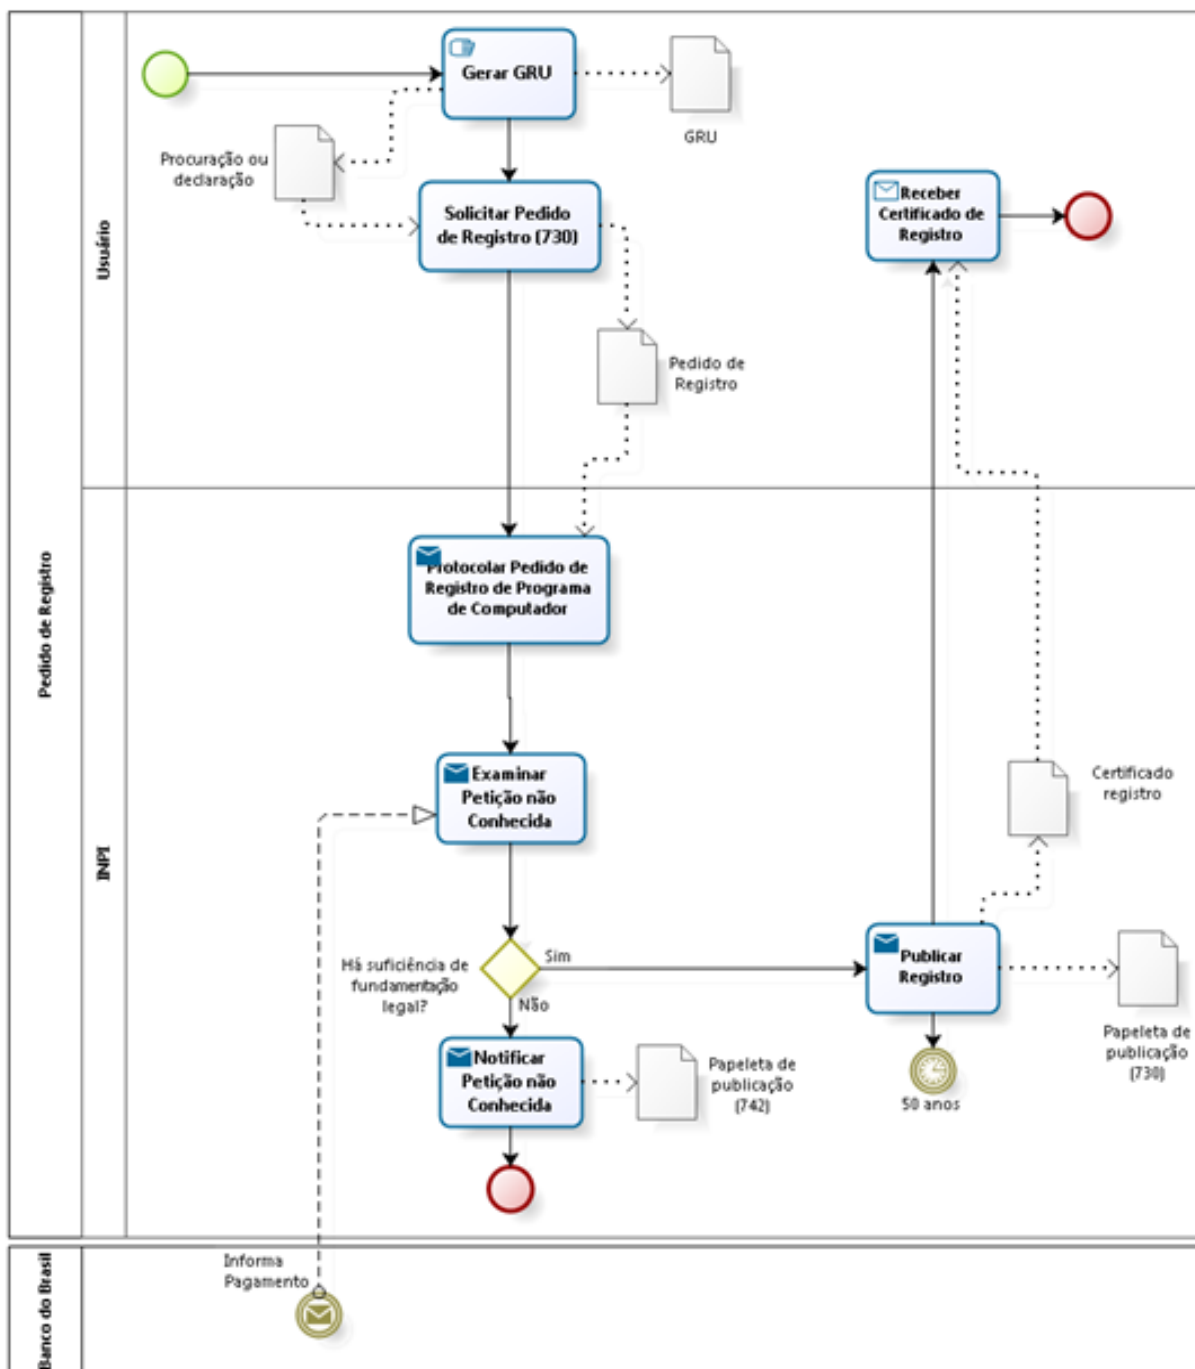 Gerar GRU
GRU
Procuração ou
declaração
Solicitar Pedido
de Registro (730)
Receber
Certificado de
Registro
Usuário
Pedido de
Registro
Pedido de Registro
Protocolar Pedido de
Registro de Programa
de Computador
Examinar
Petição não
Conhecida
Certificado
registro
INPI
Há suficiência de
fundamentação
legal?
Sim
Não
Publicar
Registro
Notificar
Petição não
Conhecida
Papeleta de
publicação
(742)
50 anos
Papeleta de
publicação
(730)
Informa
Pagamento
Banco do Brasil